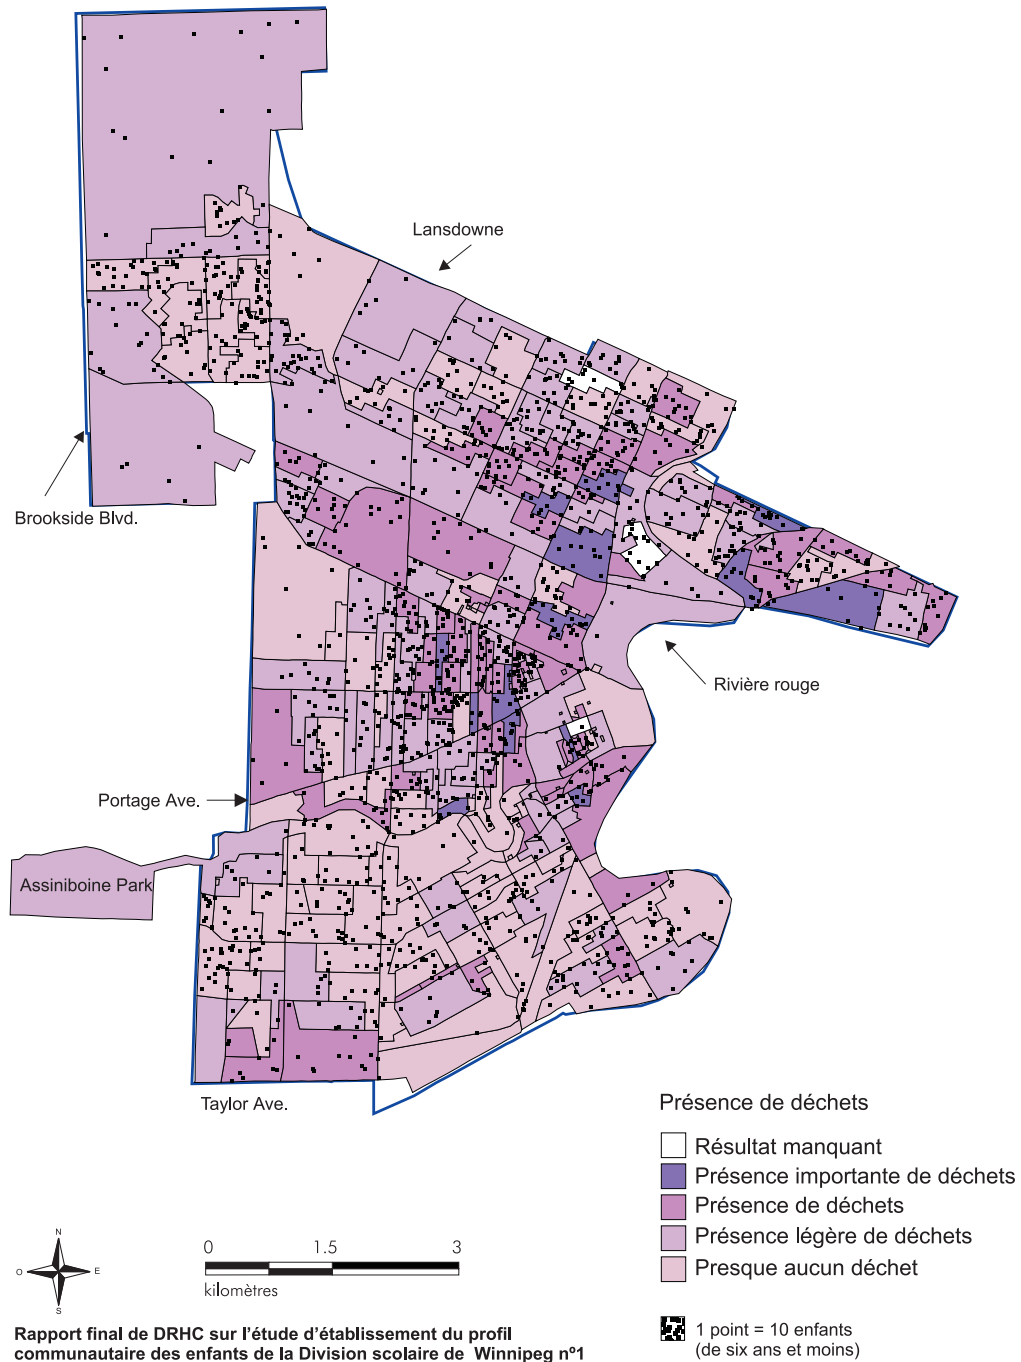 Lansdowne
Brookside Blvd.
Rivière rouge
Portage Ave.
Assiniboine Park
Taylor Ave.
Présence de déchets
Résultat manquant
Présence importante de déchets
Présence de déchets
Présence légère de déchets
Presque aucun déchet
1 point = 10 enfants
(de six ans et moins)
N
O
E
S
0 1.5 3
kilomètres
Rapport final de DRHC sur l'étude d'établissement du profil
communautaire des enfants de la Division scolaire de Winnipeg nº1